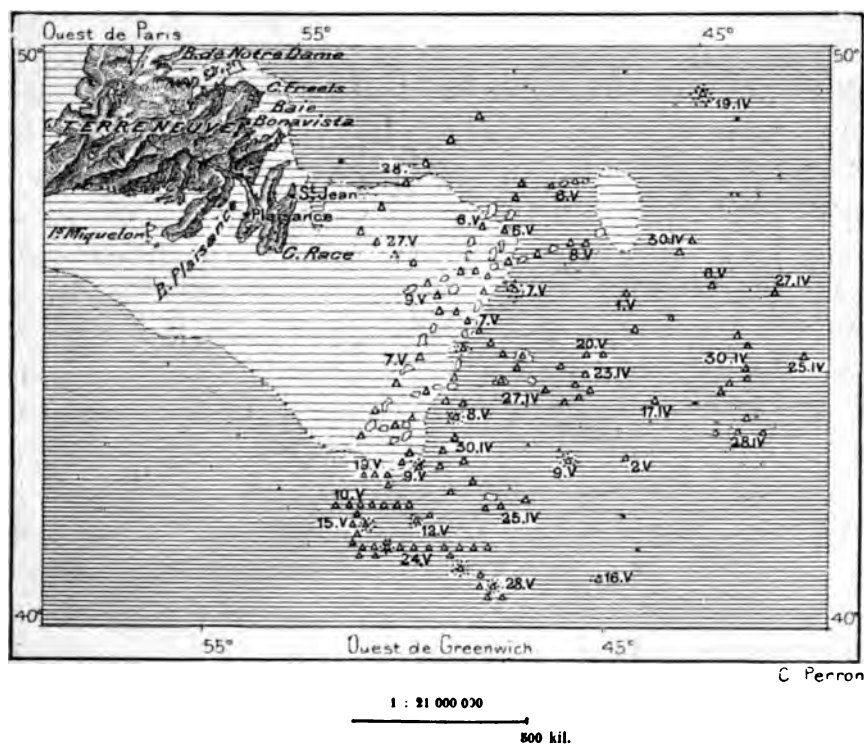 Ouest de Paris 55° 45°
50° 50°
B. de Notre Dame
C. Freels
Baie
Bonavista
TERRE NEUVE
19.IV
28.
St Jean
Plaisance
I. Miquelon
B. Plaisance
C. Race
27.V
6.V
6.V
6.V
8.V
30.IV
6.V
27.IV
9.V
7.V
1.V
7.V
7.V
20.V
30.IV
25.IV
23.IV
27.IV
17.IV
8.V
28.IV
30.IV
19.V
9.V
9.V
2.V
10.V
15.V
12.V
25.IV
24.V
28.V
16.V
40° 40°
55° Ouest de Greenwich 45°
C Perron
1 : 21 000 000
500 kil.